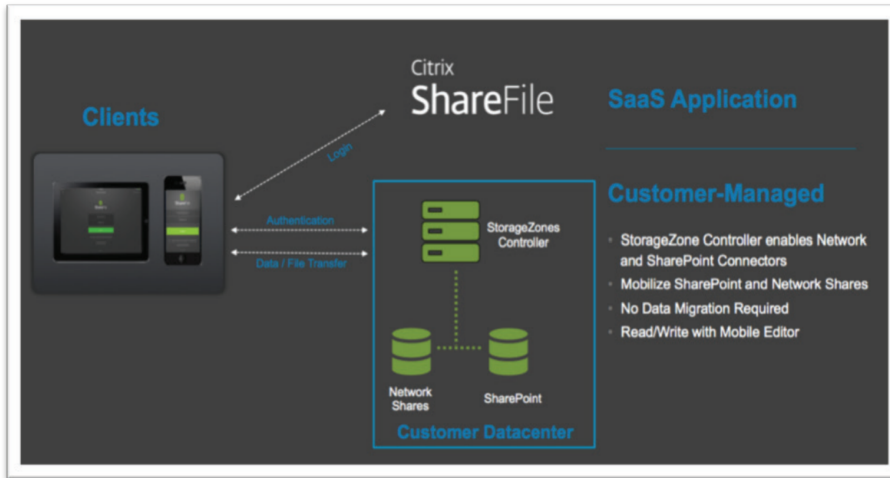 Citrix
ShareFile
SaaS Application
Clients
Login
Customer-Managed
Authentication
StorageZones
Controller
Data / File Transfer
• StorageZone Controller enables Network
and SharePoint Connectors
• Mobilize SharePoint and Network Shares
• No Data Migration Required
• Read/Write with Mobile Editor
Network
Shares
SharePoint
Customer Datacenter